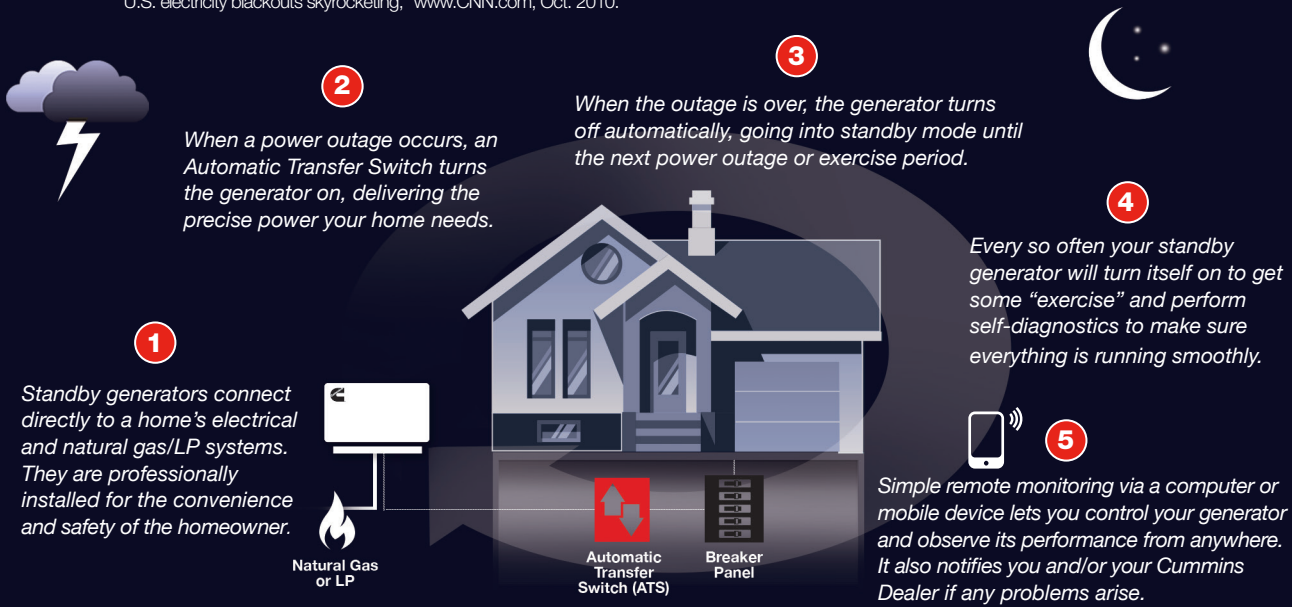 U.S. electricity blackouts skyrocketing," www.CNN.com, Oct. 2010.
1
Standby generators connect
directly to a home's electrical
and natural gas/LP systems.
They are professionally
installed for the convenience
and safety of the homeowner.
2
When a power outage occurs, an
Automatic Transfer Switch turns
the generator on, delivering the
precise power your home needs.
3
When the outage is over, the generator turns
off automatically, going into standby mode until
the next power outage or exercise period.
4
Every so often your standby
generator will turn itself on to get
some “exercise” and perform
self-diagnostics to make sure
everything is running smoothly.
5
Simple remote monitoring via a computer or
mobile device lets you control your generator
and observe its performance from anywhere.
It also notifies you and/or your Cummins
Dealer if any problems arise.
Natural Gas
or LP
Automatic
Transfer
Switch (ATS)
Breaker
Panel